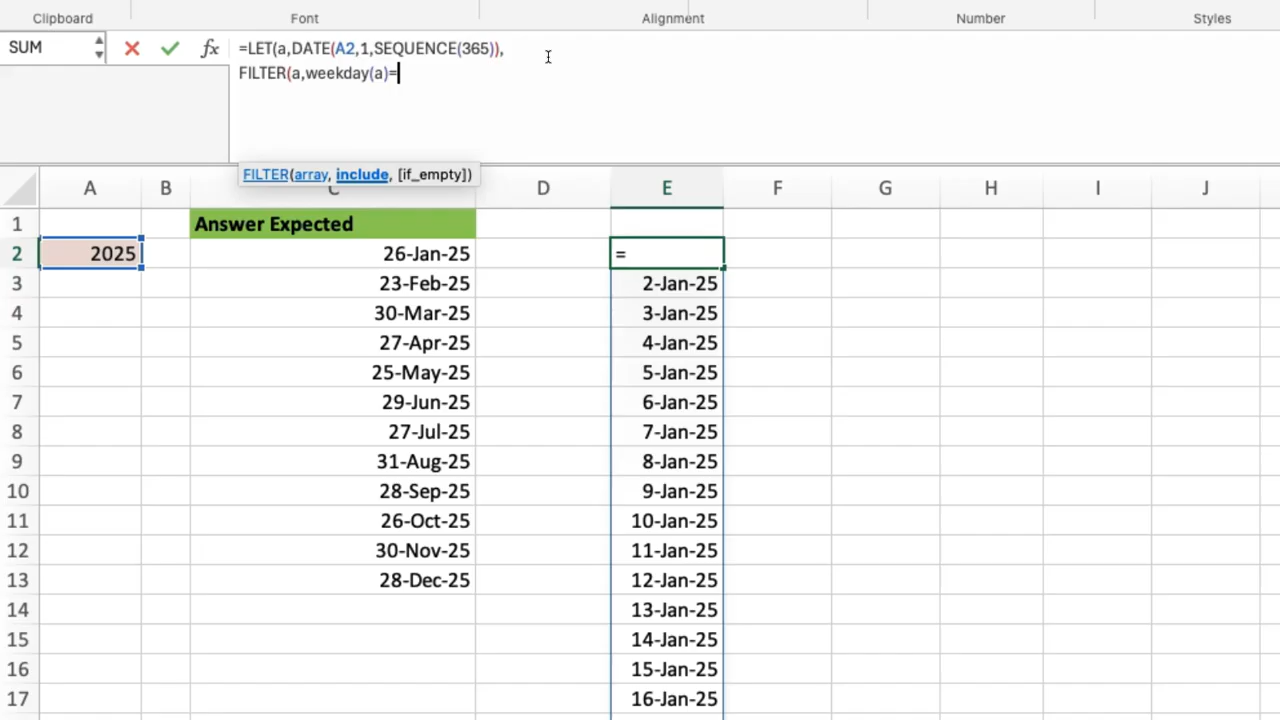 Clipboard Font Alignment Number Styles
SUM fx =LET(a,DATE(A2,1,SEQUENCE(365)),
FILTER(a,weekday(a)=
FILTER(array, include, [if_empty])
A B C D E F G H I J
1 Answer Expected
2 2025 26-Jan-25 =
3 23-Feb-25 2-Jan-25
4 30-Mar-25 3-Jan-25
5 27-Apr-25 4-Jan-25
6 25-May-25 5-Jan-25
7 29-Jun-25 6-Jan-25
8 27-Jul-25 7-Jan-25
9 31-Aug-25 8-Jan-25
10 28-Sep-25 9-Jan-25
11 26-Oct-25 10-Jan-25
12 30-Nov-25 11-Jan-25
13 28-Dec-25 12-Jan-25
14 13-Jan-25
15 14-Jan-25
16 15-Jan-25
17 16-Jan-25